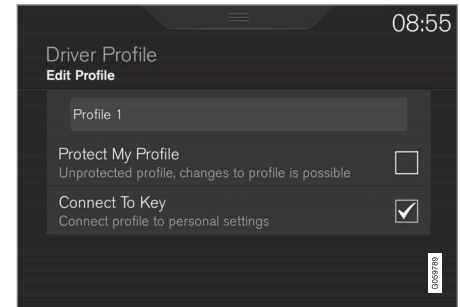 08:55
Driver Profile
Edit Profile
Profile 1
Protect My Profile
Unprotected profile, changes to profile is possible
Connect To Key
Connect profile to personal settings
G059789